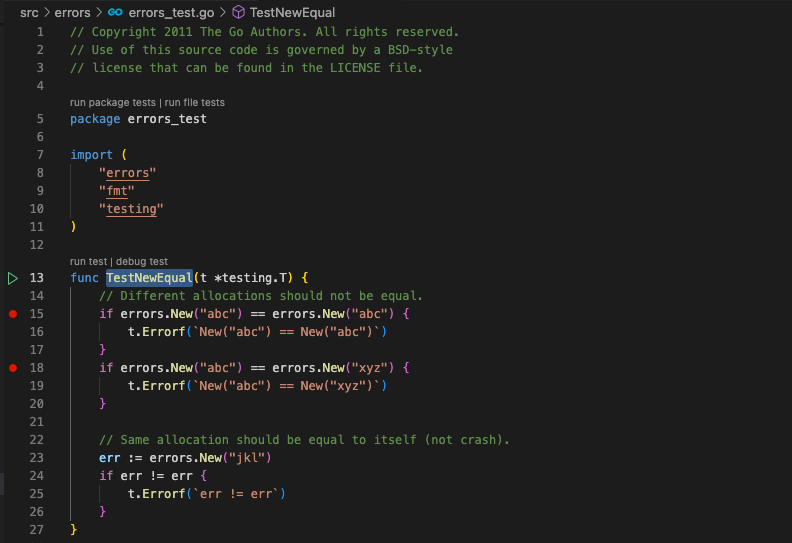 src > errors > errors_test.go > TestNewEqual
1 // Copyright 2011 The Go Authors. All rights reserved.
2 // Use of this source code is governed by a BSD-style
3 // license that can be found in the LICENSE file.
4
run package tests | run file tests
5 package errors_test
6
7 import (
8     "errors"
9     "fmt"
10     "testing"
11 )
12
run test | debug test
13 func TestNewEqual(t *testing.T) {
14     // Different allocations should not be equal.
15     if errors.New("abc") == errors.New("abc") {
16         t.Errorf(`New("abc") == New("abc")`)
17     }
18     if errors.New("abc") == errors.New("xyz") {
19         t.Errorf(`New("abc") == New("xyz")`)
20     }
21
22     // Same allocation should be equal to itself (not crash).
23     err := errors.New("jkl")
24     if err != err {
25         t.Errorf(`err != err`)
26     }
27 }